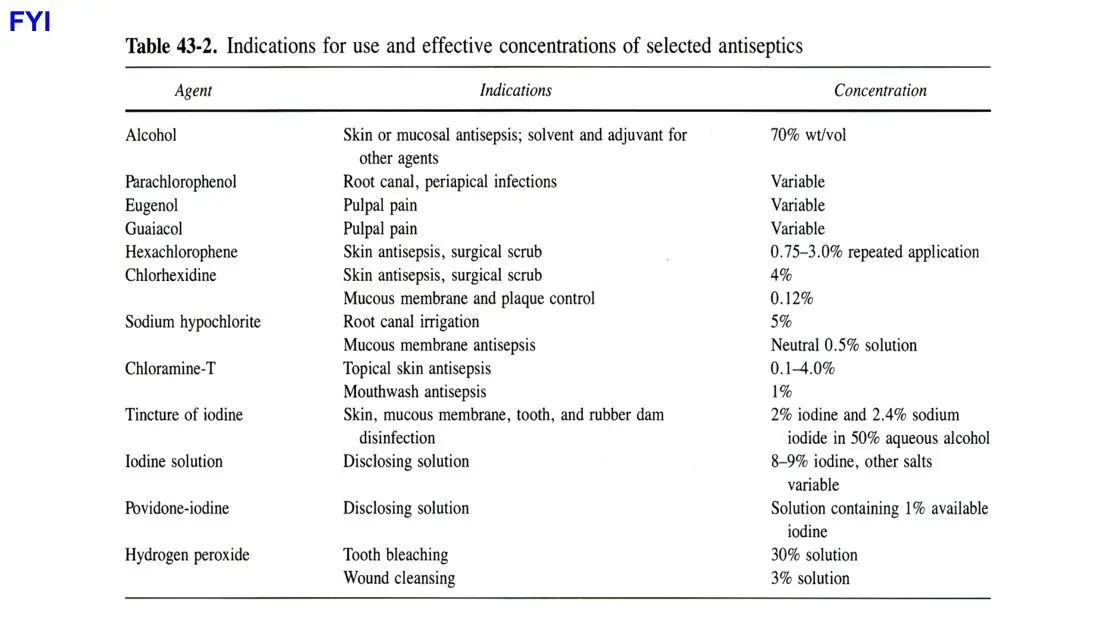 FYI
Table 43-2. Indications for use and effective concentrations of selected antiseptics
Agent Indications Concentration
Alcohol Skin or mucosal antisepsis; solvent and adjuvant for 70% wt/vol
other agents
Parachlorophenol Root canal, periapical infections Variable
Eugenol Pulpal pain Variable
Guaiacol Pulpal pain Variable
Hexachlorophene Skin antisepsis, surgical scrub 0.75–3.0% repeated application
Chlorhexidine Skin antisepsis, surgical scrub 4%
Mucous membrane and plaque control 0.12%
Sodium hypochlorite Root canal irrigation 5%
Mucous membrane antisepsis Neutral 0.5% solution
Chloramine-T Topical skin antisepsis 0.1–4.0%
Mouthwash antisepsis 1%
Tincture of iodine Skin, mucous membrane, tooth, and rubber dam 2% iodine and 2.4% sodium
disinfection iodide in 50% aqueous alcohol
Iodine solution Disclosing solution 8–9% iodine, other salts
variable
Povidone-iodine Disclosing solution Solution containing 1% available
iodine
Hydrogen peroxide Tooth bleaching 30% solution
Wound cleansing 3% solution